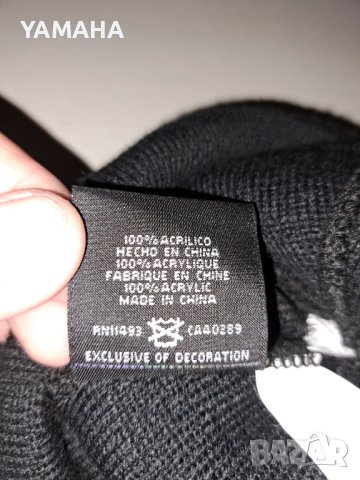 YAMAHA
100% ACRILICO
HECHO EN CHINA
100% ACRYLIQUE
FABRIQUE EN CHINE
100% ACRYLIC
MADE IN CHINA
RN11493 CA40289
EXCLUSIVE OF DECORATION
BAZAR